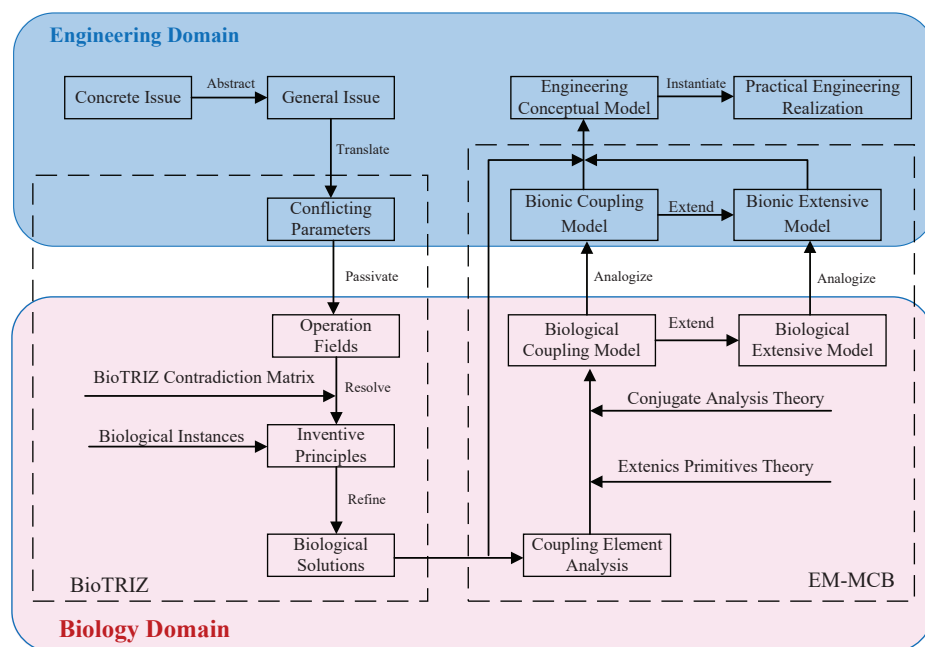 Engineering Domain
Concrete Issue
Abstract
General Issue
Engineering
Conceptual Model
Instantiate
Practical Engineering
Realization
Translate
Conflicting
Parameters
Bionic Coupling
Model
Extend
Bionic Extensive
Model
Passivate
Analogize
Analogize
Operation
Fields
Biological
Coupling Model
Extend
Biological
Extensive Model
BioTRIZ Contradiction Matrix
Resolve
Conjugate Analysis Theory
Biological Instances
Inventive
Principles
Extenics Primitives Theory
Refine
Biological
Solutions
Coupling Element
Analysis
BioTRIZ
EM-MCB
Biology Domain